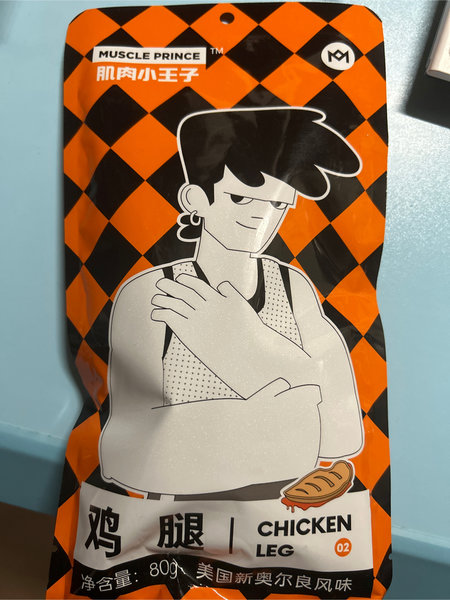 MUSCLE PRINCE™
肌肉小王子
鸡 腿 | CHICKEN
LEG 02
净含量: 80g 美国新奥尔良风味